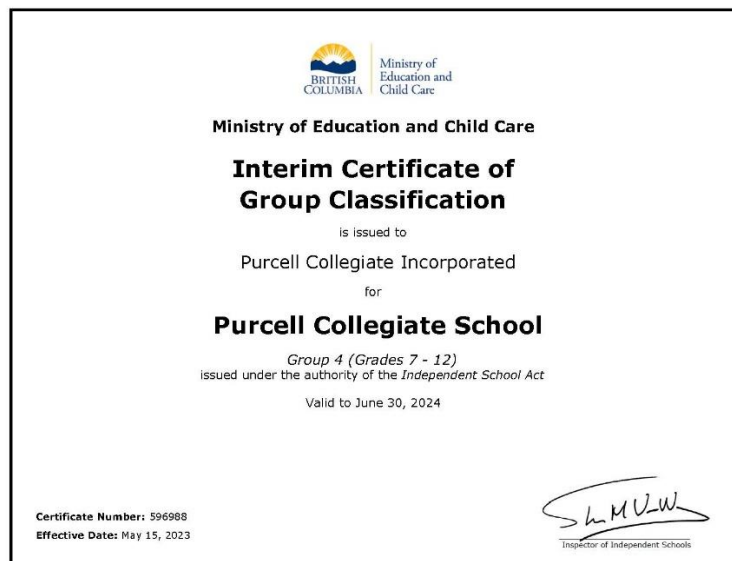 BRITISH
COLUMBIA
Ministry of
Education and
Child Care
Ministry of Education and Child Care
Interim Certificate of
Group Classification
is issued to
Purcell Collegiate Incorporated
for
Purcell Collegiate School
Group 4 (Grades 7 - 12)
issued under the authority of the Independent School Act
Valid to June 30, 2024
Certificate Number: 596988
Effective Date: May 15, 2023
Inspector of Independent Schools